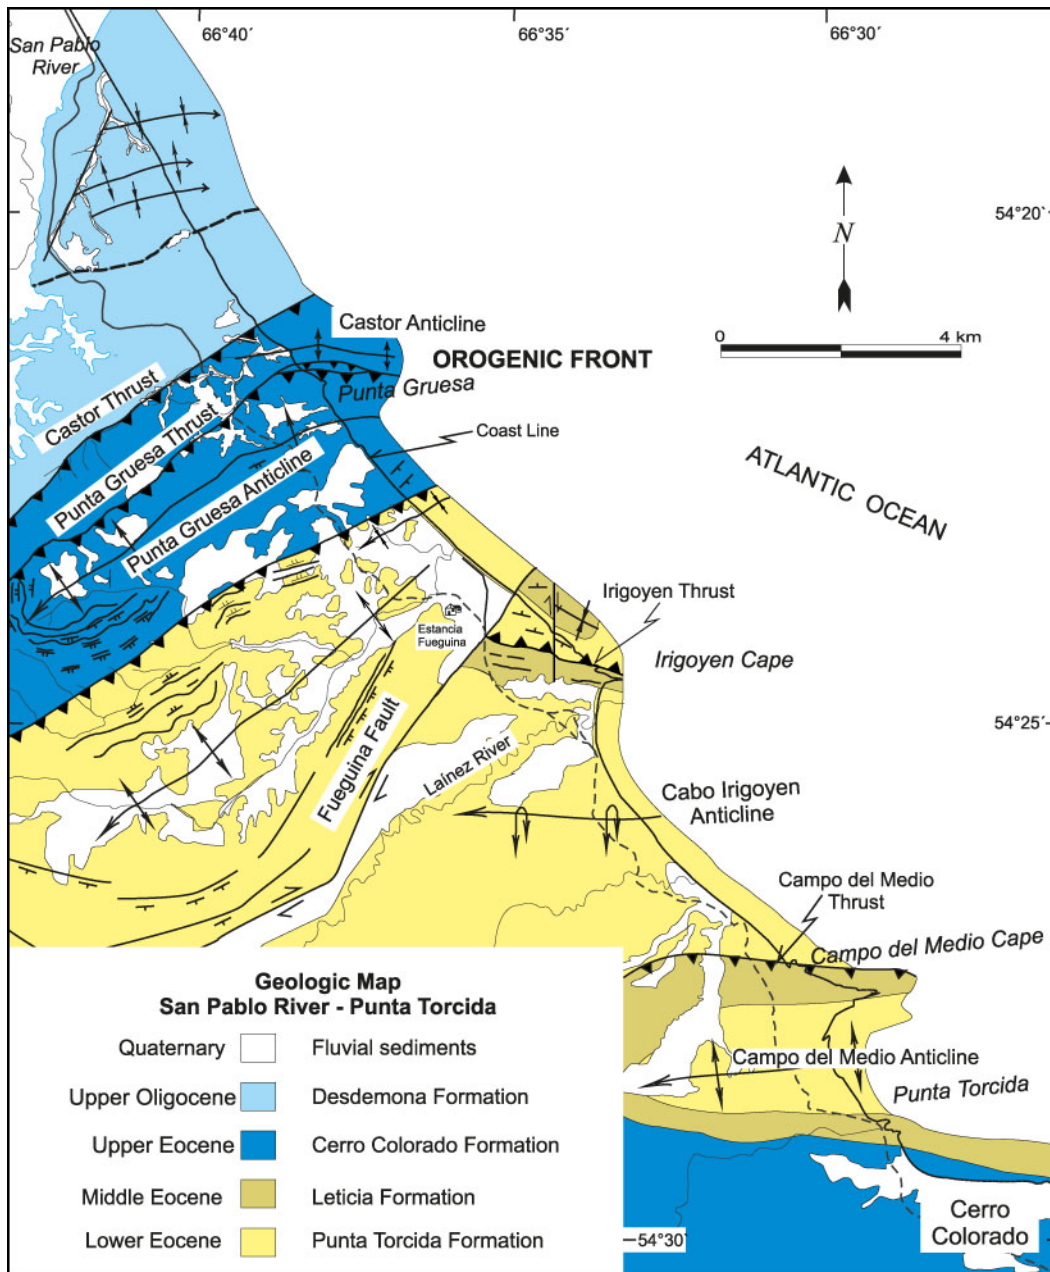 66°40´
66°35´
66°30´
San Pablo
River
54°20`
N
0
4 km
Castor Anticline
OROGENIC FRONT
Punta Gruesa
Castor Thrust
Punta Gruesa Thrust
Punta Gruesa Anticline
Coast Line
ATLANTIC OCEAN
Irigoyen Thrust
Estancia
Fueguina
Irigoyen Cape
54°25`
Fueguina Fault
Laínez River
Cabo Irigoyen
Anticline
Campo del Medio
Thrust
Campo del Medio Cape
Geologic Map
San Pablo River - Punta Torcida
Quaternary
Fluvial sediments
Upper Oligocene
Desdemona Formation
Upper Eocene
Cerro Colorado Formation
Middle Eocene
Leticia Formation
Lower Eocene
Punta Torcida Formation
Campo del Medio Anticline
Punta Torcida
Cerro
Colorado
54°30`